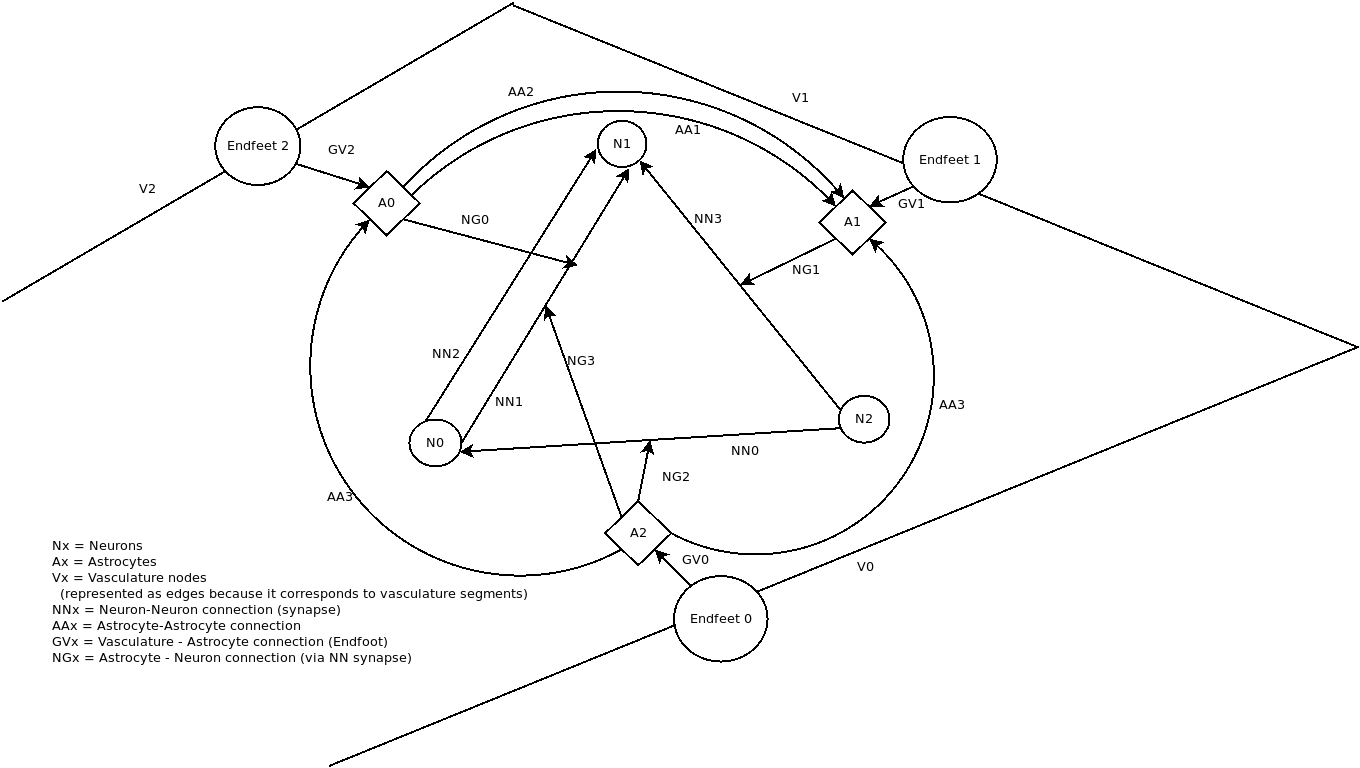 AA2
V1
AA1
N1
Endfeet 2
GV2
Endfeet 1
V2
A0
GV1
NG0
NN3
A1
NG1
NN2
NG3
NN1
AA3
N2
N0
NN0
NG2
AA3
A2
GV0
V0
Endfeet 0
Nx = Neurons
Ax = Astrocytes
Vx = Vasculature nodes
(represented as edges because it corresponds to vasculature segments)
NNx = Neuron-Neuron connection (synapse)
AAx = Astrocyte-Astrocyte connection
GVx = Vasculature - Astrocyte connection (Endfoot)
NGx = Astrocyte - Neuron connection (via NN synapse)